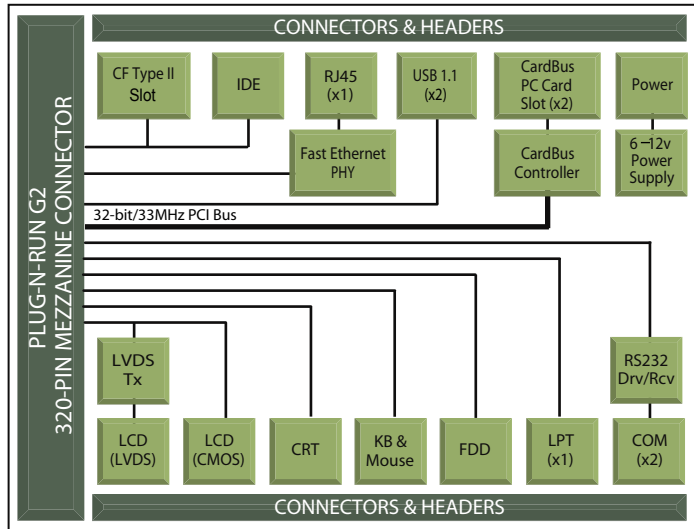 CONNECTORS & HEADERS
CF Type II
Slot
IDE
RJ45
(x1)
USB 1.1
(x2)
CardBus
PC Card
Slot (x2)
Power
Fast Ethernet
PHY
CardBus
Controller
6–12v
Power
Supply
32-bit/33MHz PCI Bus
PLUG-N-RUN G2
320-PIN MEZZANINE CONNECTOR
LVDS
Tx
RS232
Drv/Rcv
LCD
(LVDS)
LCD
(CMOS)
CRT
KB &
Mouse
FDD
LPT
(x1)
COM
(x2)
CONNECTORS & HEADERS